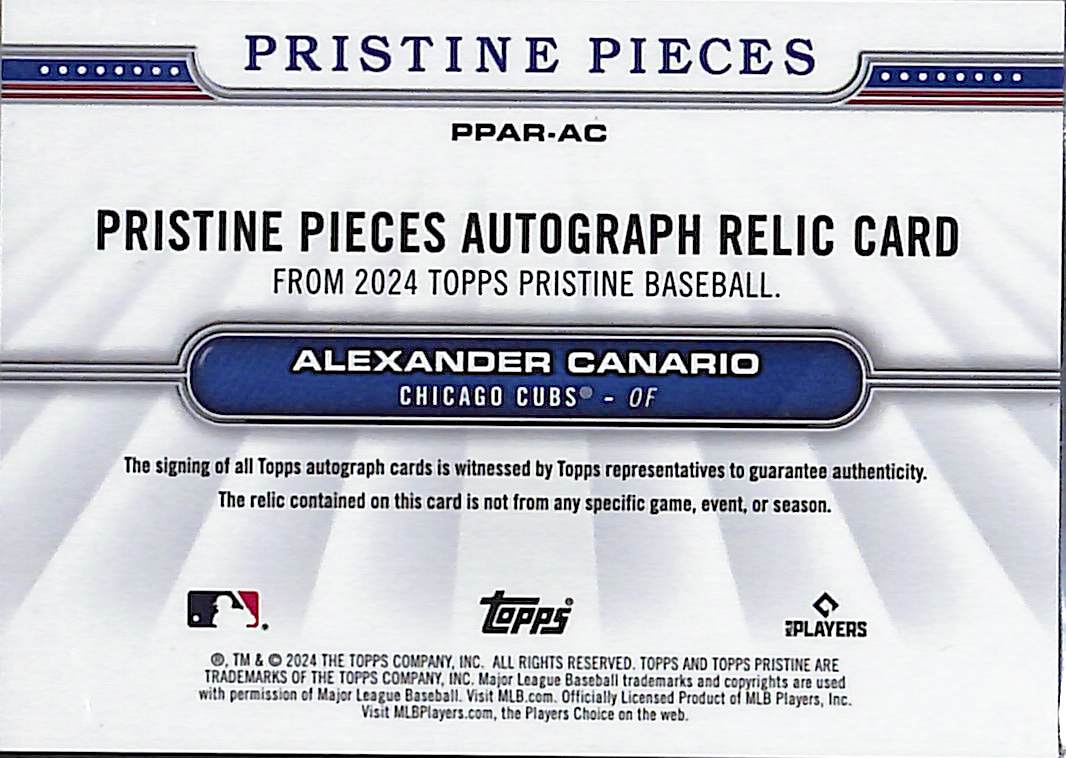 PRISTINE PIECES
PPAR-AC
PRISTINE PIECES AUTOGRAPH RELIC CARD
FROM 2024 TOPPS PRISTINE BASEBALL.
ALEXANDER CANARIO
CHICAGO CUBS® - OF
The signing of all Topps autograph cards is witnessed by Topps representatives to guarantee authenticity.
The relic contained on this card is not from any specific game, event, or season.
topps®
PLAYERS
®, TM & © 2024 THE TOPPS COMPANY, INC. ALL RIGHTS RESERVED. TOPPS AND TOPPS PRISTINE ARE
TRADEMARKS OF THE TOPPS COMPANY, INC. Major League Baseball trademarks and copyrights are used
with permission of Major League Baseball. Visit MLB.com. Officially Licensed Product of MLB Players, Inc.
Visit MLBPlayers.com, the Players Choice on the web.